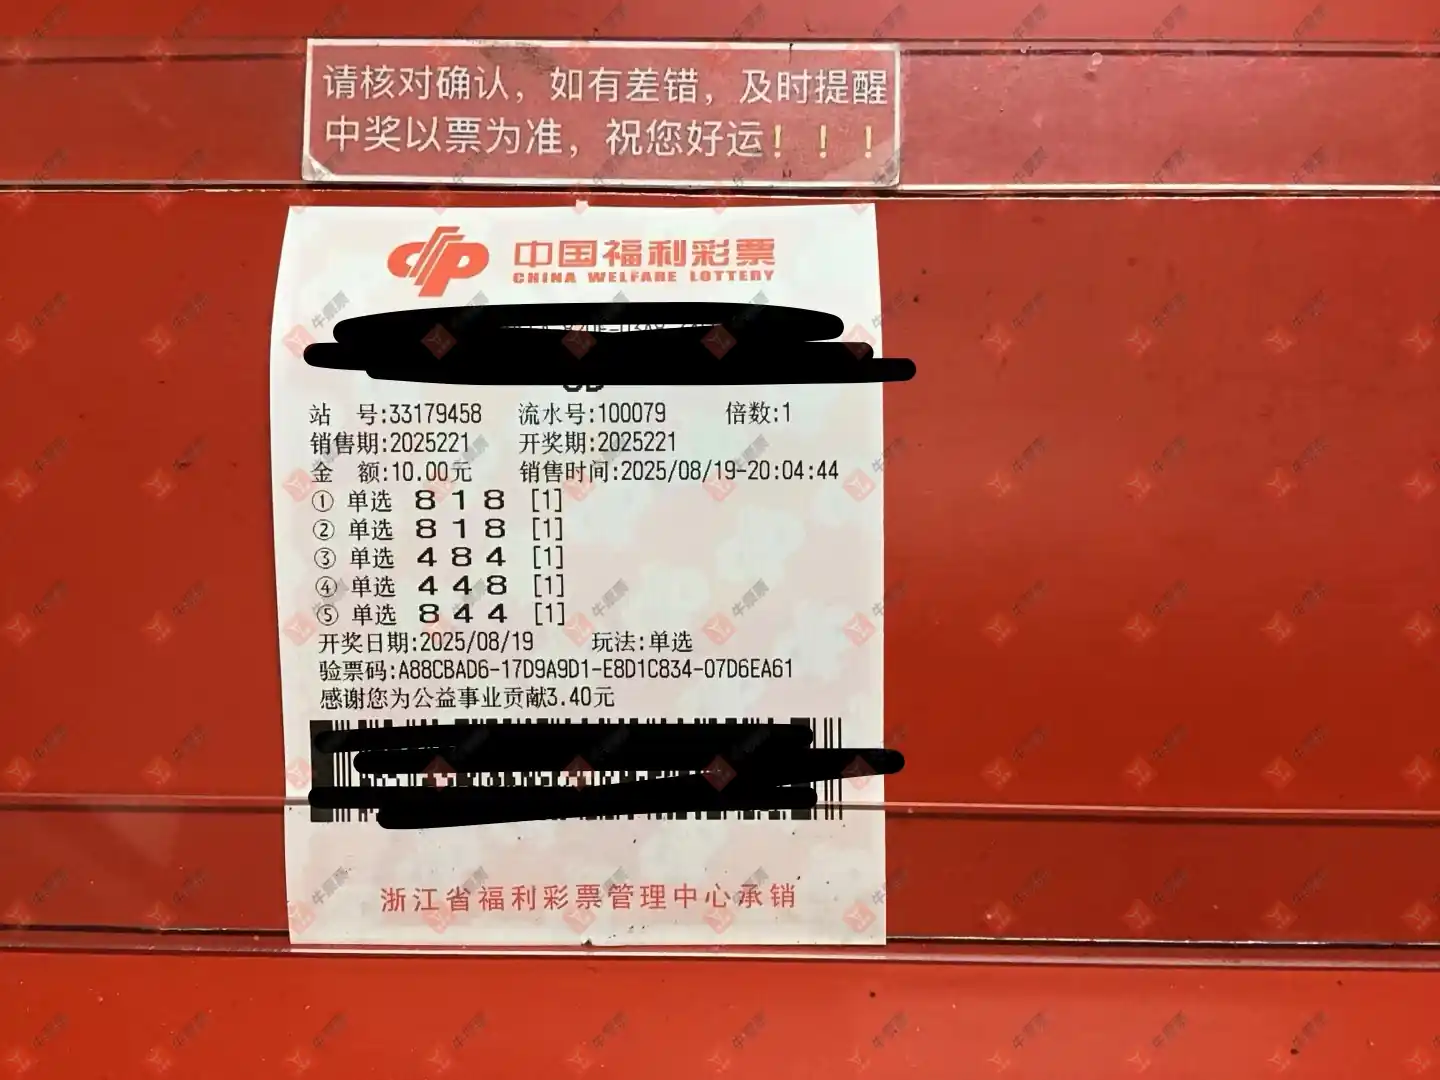 请核对确认，如有差错，及时提醒
中奖以票为准，祝您好运！！！
中国福利彩票
CHINA WELFARE LOTTERY
站 号:33179458 流水号:100079 倍数:1
销售期:2025221 开奖期:2025221
金 额:10.00元 销售时间:2025/08/19-20:04:44
① 单选 8 1 8 [1]
② 单选 8 1 8 [1]
③ 单选 4 8 4 [1]
④ 单选 4 4 8 [1]
⑤ 单选 8 4 4 [1]
开奖日期:2025/08/19 玩法:单选
验票码:A88CBAD6-17D9A9D1-E8D1C834-07D6EA61
感谢您为公益事业贡献3.40元
浙江省福利彩票管理中心承销
牛票票